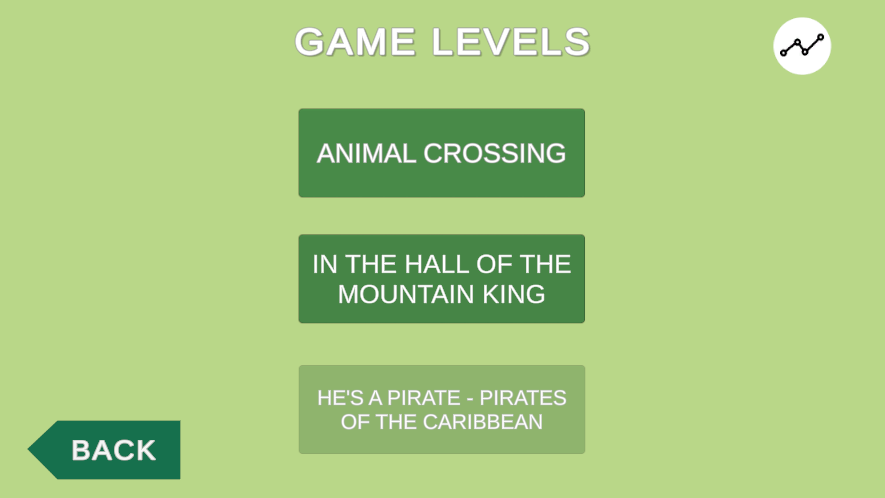 GAME LEVELS
ANIMAL CROSSING
IN THE HALL OF THE
MOUNTAIN KING
HE'S A PIRATE - PIRATES
OF THE CARIBBEAN
BACK